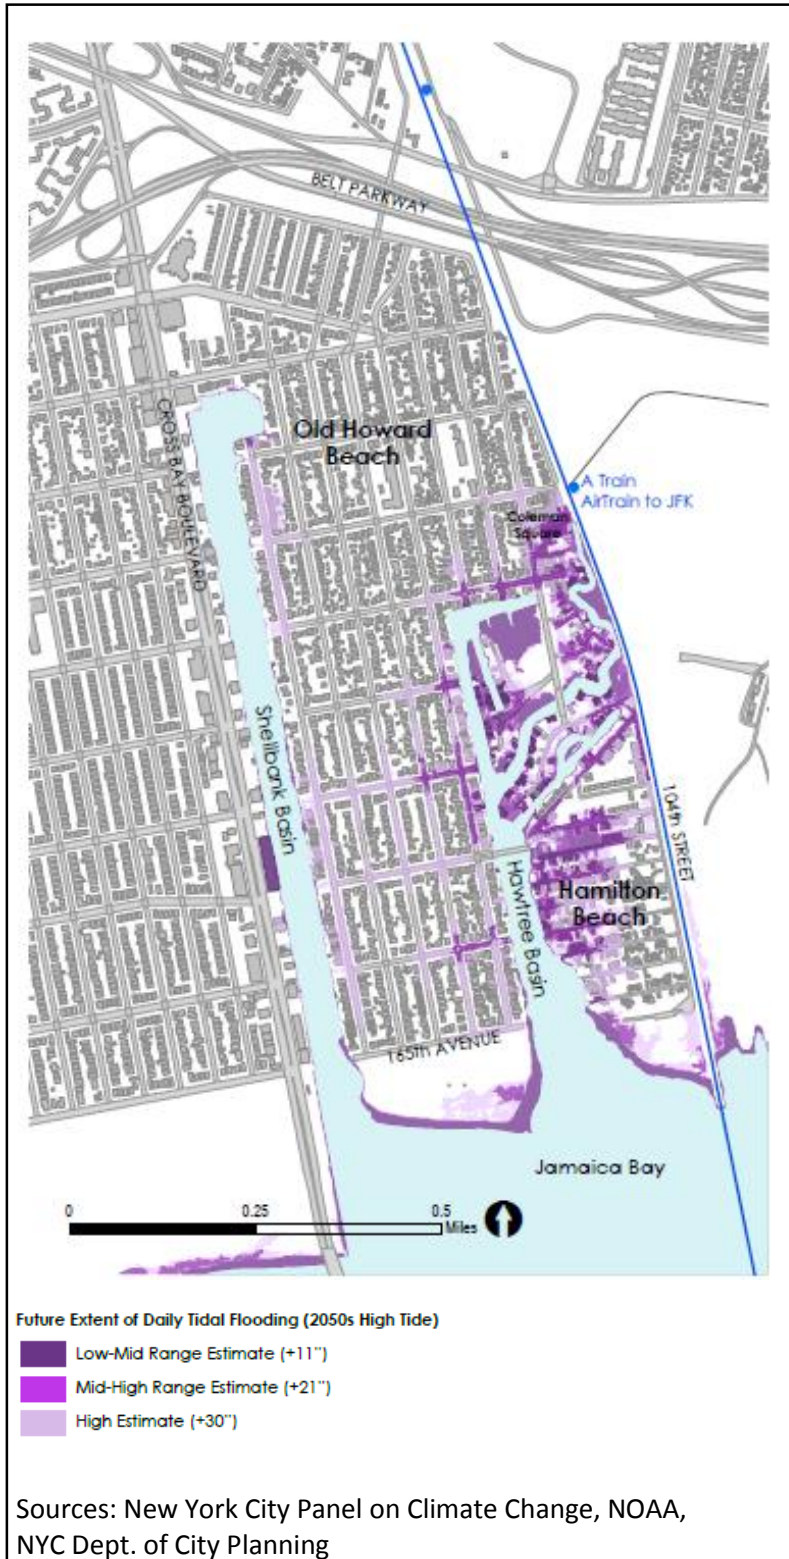 BELT PARKWAY
CROSS BAY BOULEVARD
Old Howard
Beach
A Train
AirTrain to JFK
Coleman
Square
Shellbank Basin
104th STREET
Hawtree Basin
Hamilton
Beach
165th AVENUE
Jamaica Bay
0 0.25 0.5
Miles
Future Extent of Daily Tidal Flooding (2050s High Tide)
Low-Mid Range Estimate (+11")
Mid-High Range Estimate (+21")
High Estimate (+30")
Sources: New York City Panel on Climate Change, NOAA,
NYC Dept. of City Planning